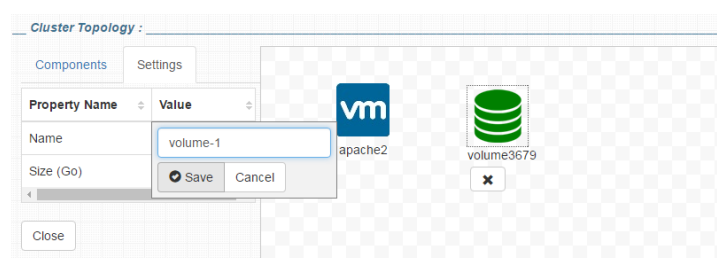 Cluster Topology :
Components Settings
Property Name Value
Name
volume-1
Size (Go)
Save Cancel
Close
vm
apache2
volume3679